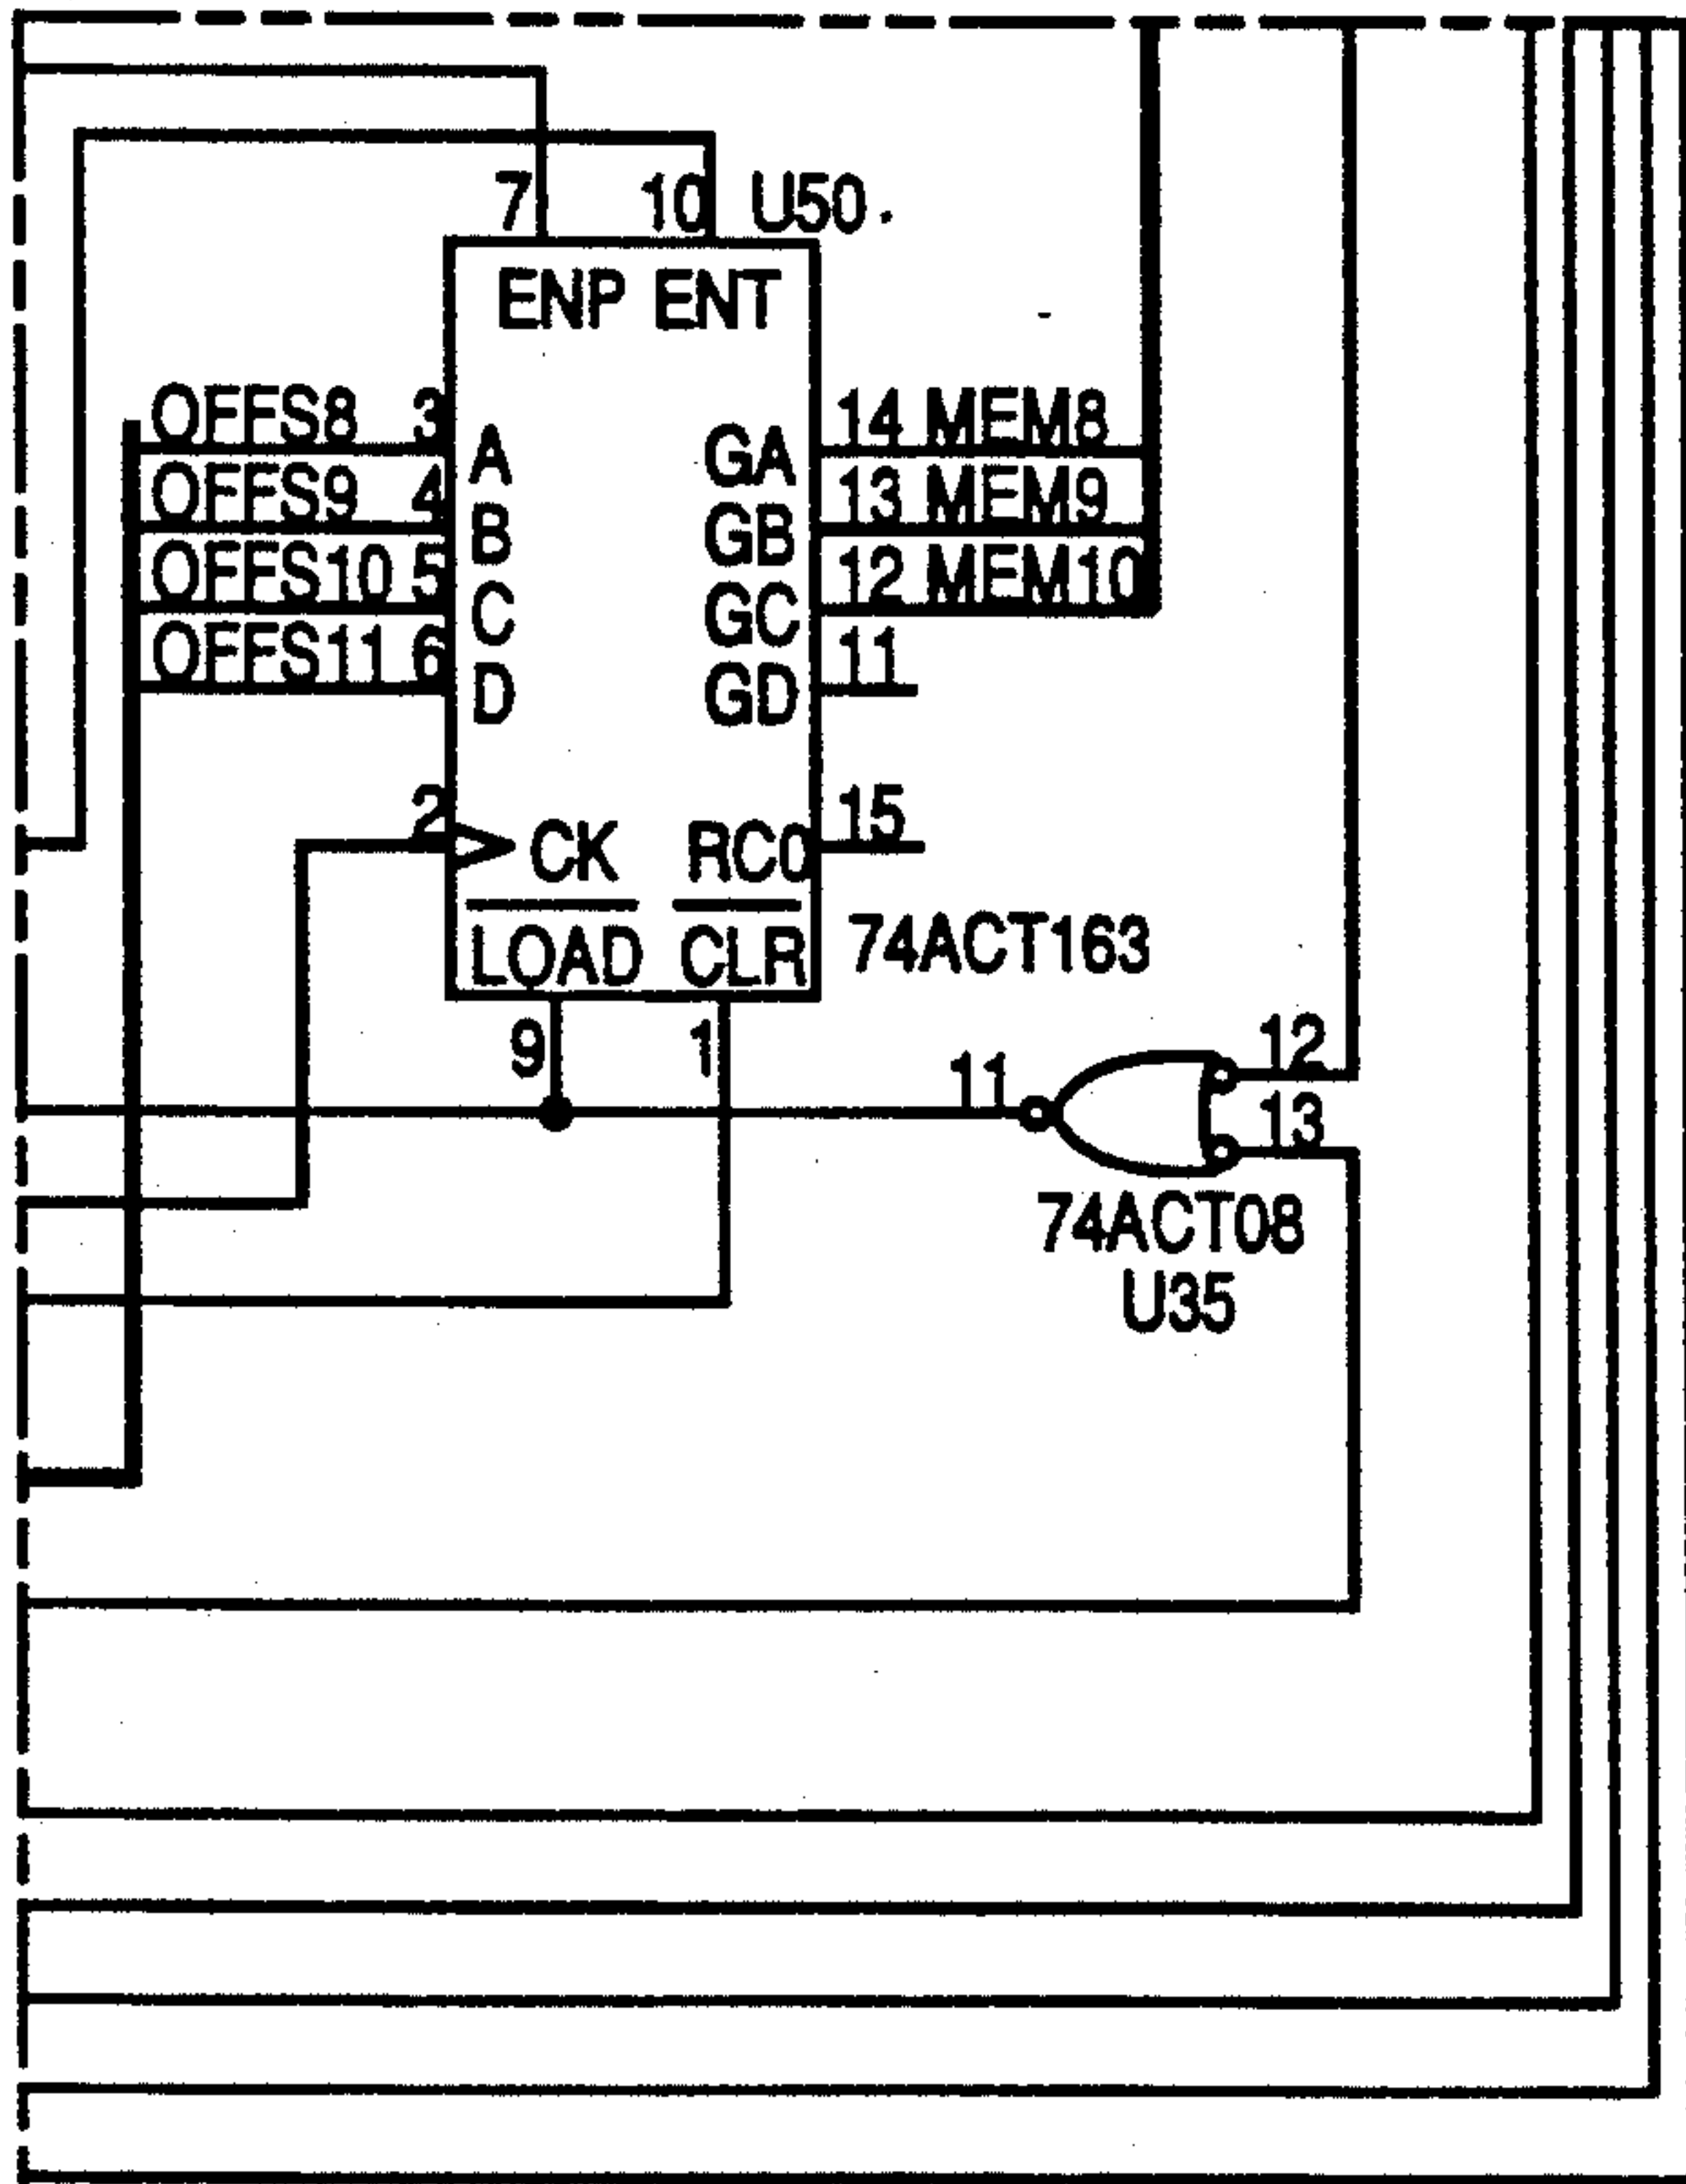 7 10 U50.
ENP ENT
OFFS8 3 A GA 14 MEM8
OFFS9 4 B GB 13 MEM9
OFFS10 5 C GC 12 MEM10
OFFS11 6 D GD 11
2 CK RC0 15
LOAD CLR 74ACT163
9 1 11 12
13
74ACT08
U35